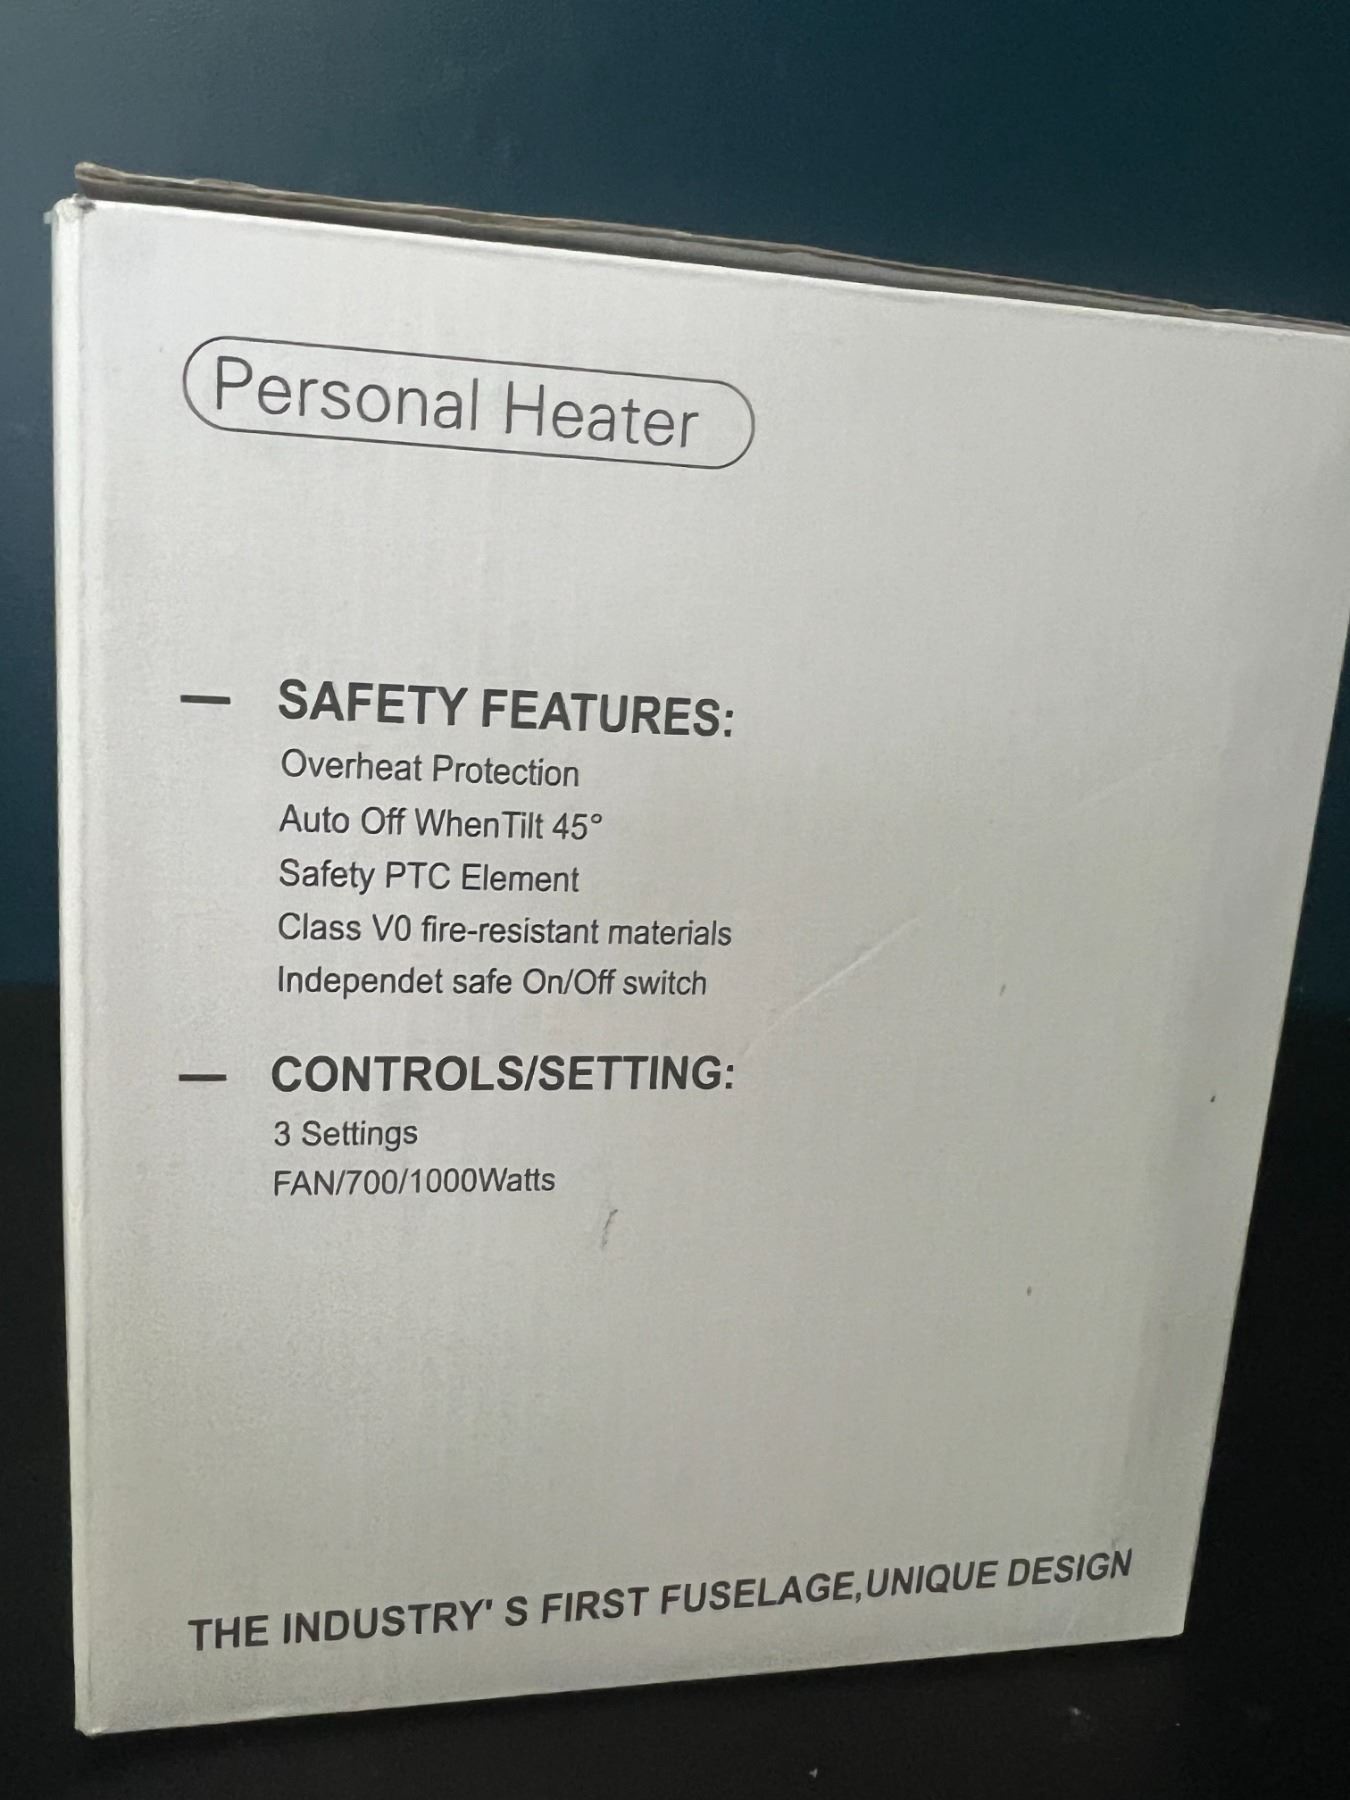 Personal Heater
— SAFETY FEATURES:
Overheat Protection
Auto Off WhenTilt 45°
Safety PTC Element
Class V0 fire-resistant materials
Independet safe On/Off switch
— CONTROLS/SETTING:
3 Settings
FAN/700/1000Watts
THE INDUSTRY' S FIRST FUSELAGE,UNIQUE DESIGN